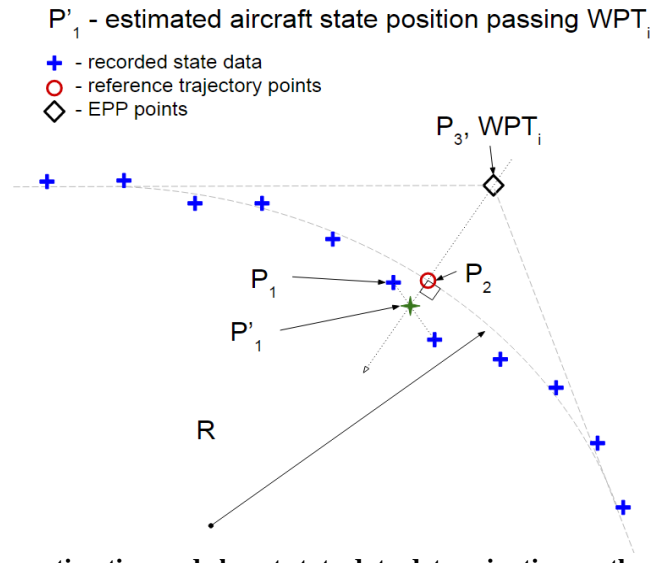 P'₁ - estimated aircraft state position passing WPTᵢ
- recorded state data
- reference trajectory points
- EPP points
P₃, WPTᵢ
P₁
P₂
P'₁
R